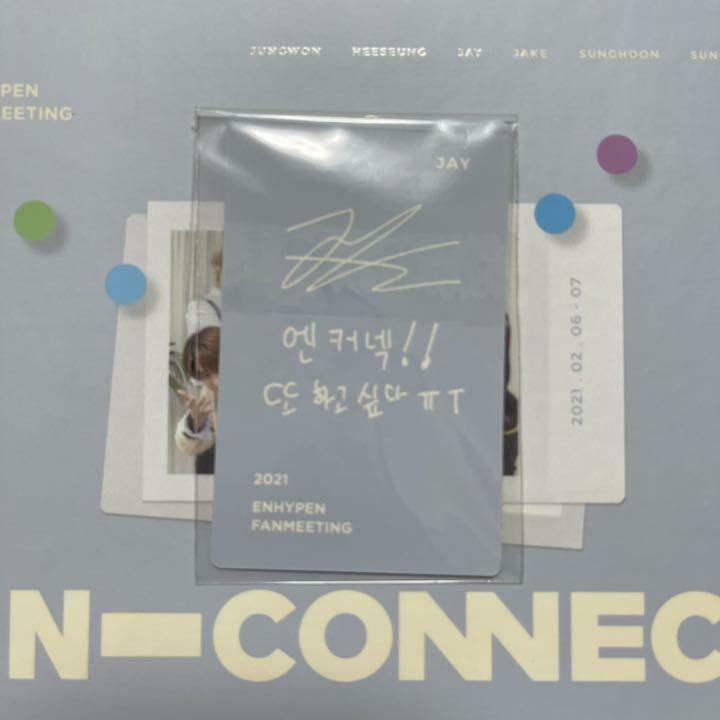 JUNGWON HEESEUNG JAY JAKE SUNGHOON SUN
PEN
EETING
JAY
엔 커넥!!
또 하고 싶다 ㅠㅜ
2021
ENHYPEN
FANMEETING
2021.02.06-07
N-CONNEC